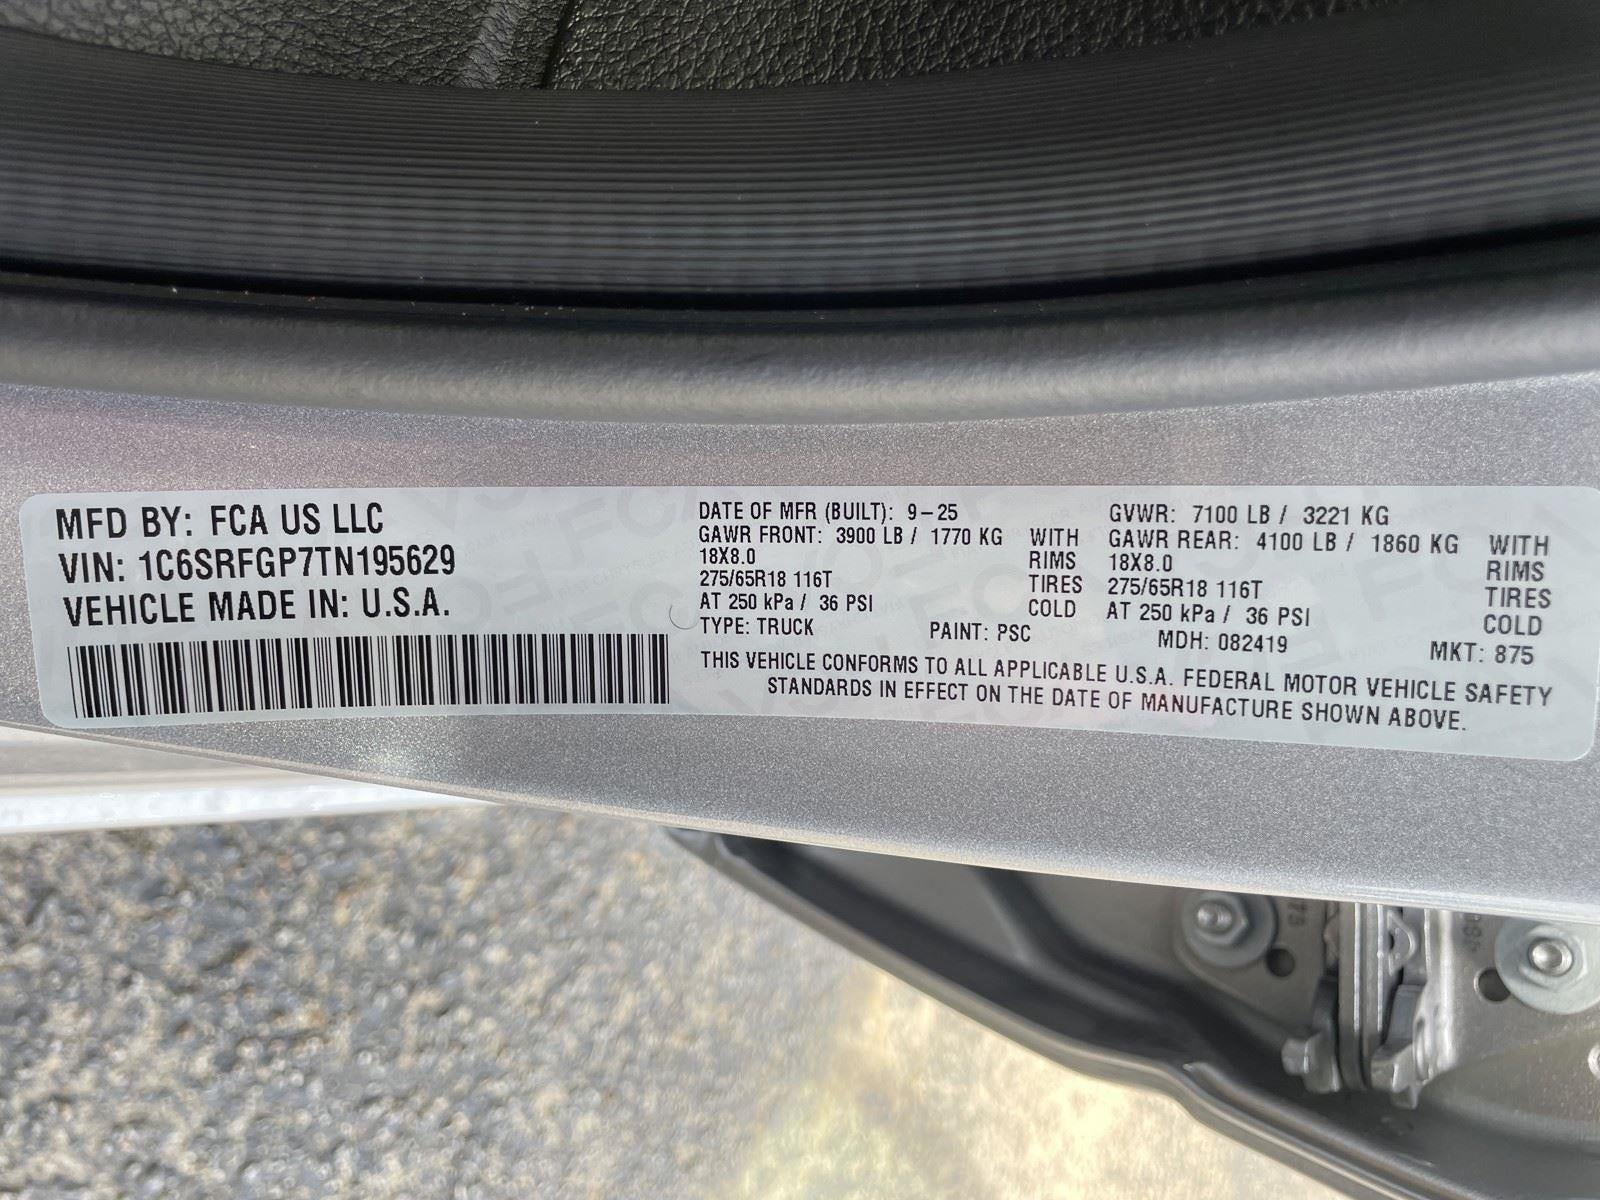 MFD BY: FCA US LLC
VIN: 1C6SRFGP7TN195629
VEHICLE MADE IN: U.S.A.
DATE OF MFR (BUILT): 9-25
GAWR FRONT: 3900 LB / 1770 KG WITH
18X8.0 RIMS
275/65R18 116T TIRES
AT 250 kPa / 36 PSI COLD
GVWR: 7100 LB / 3221 KG
GAWR REAR: 4100 LB / 1860 KG WITH
18X8.0 RIMS
275/65R18 116T TIRES
AT 250 kPa / 36 PSI COLD
TYPE: TRUCK PAINT: PSC MDH: 082419 MKT: 875
THIS VEHICLE CONFORMS TO ALL APPLICABLE U.S.A. FEDERAL MOTOR VEHICLE SAFETY
STANDARDS IN EFFECT ON THE DATE OF MANUFACTURE SHOWN ABOVE.